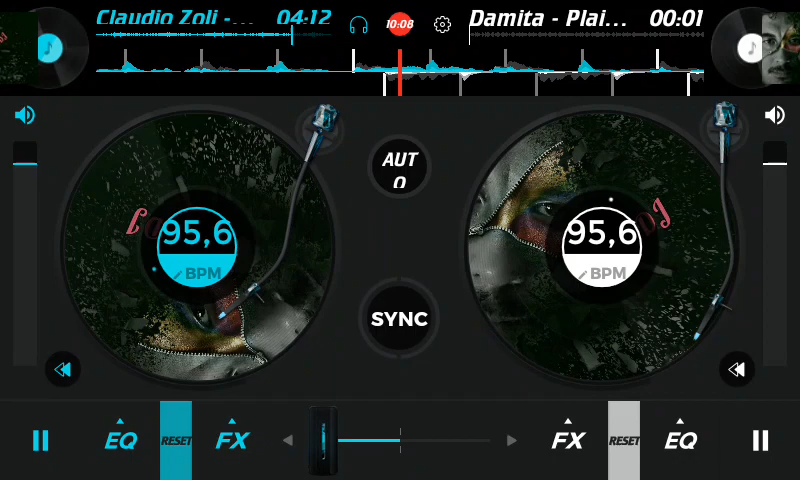 Claudio Zoli -... 04:12
10:08
Damita - Plai... 00:01
AUT
O
95,6
BPM
95,6
BPM
SYNC
EQ RESET FX
FX RESET EQ